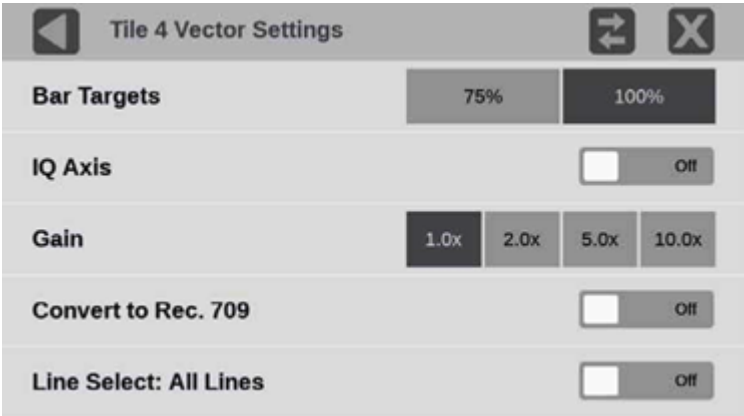 Tile 4 Vector Settings
Bar Targets 75% 100%
IQ Axis Off
Gain 1.0x 2.0x 5.0x 10.0x
Convert to Rec. 709 Off
Line Select: All Lines Off